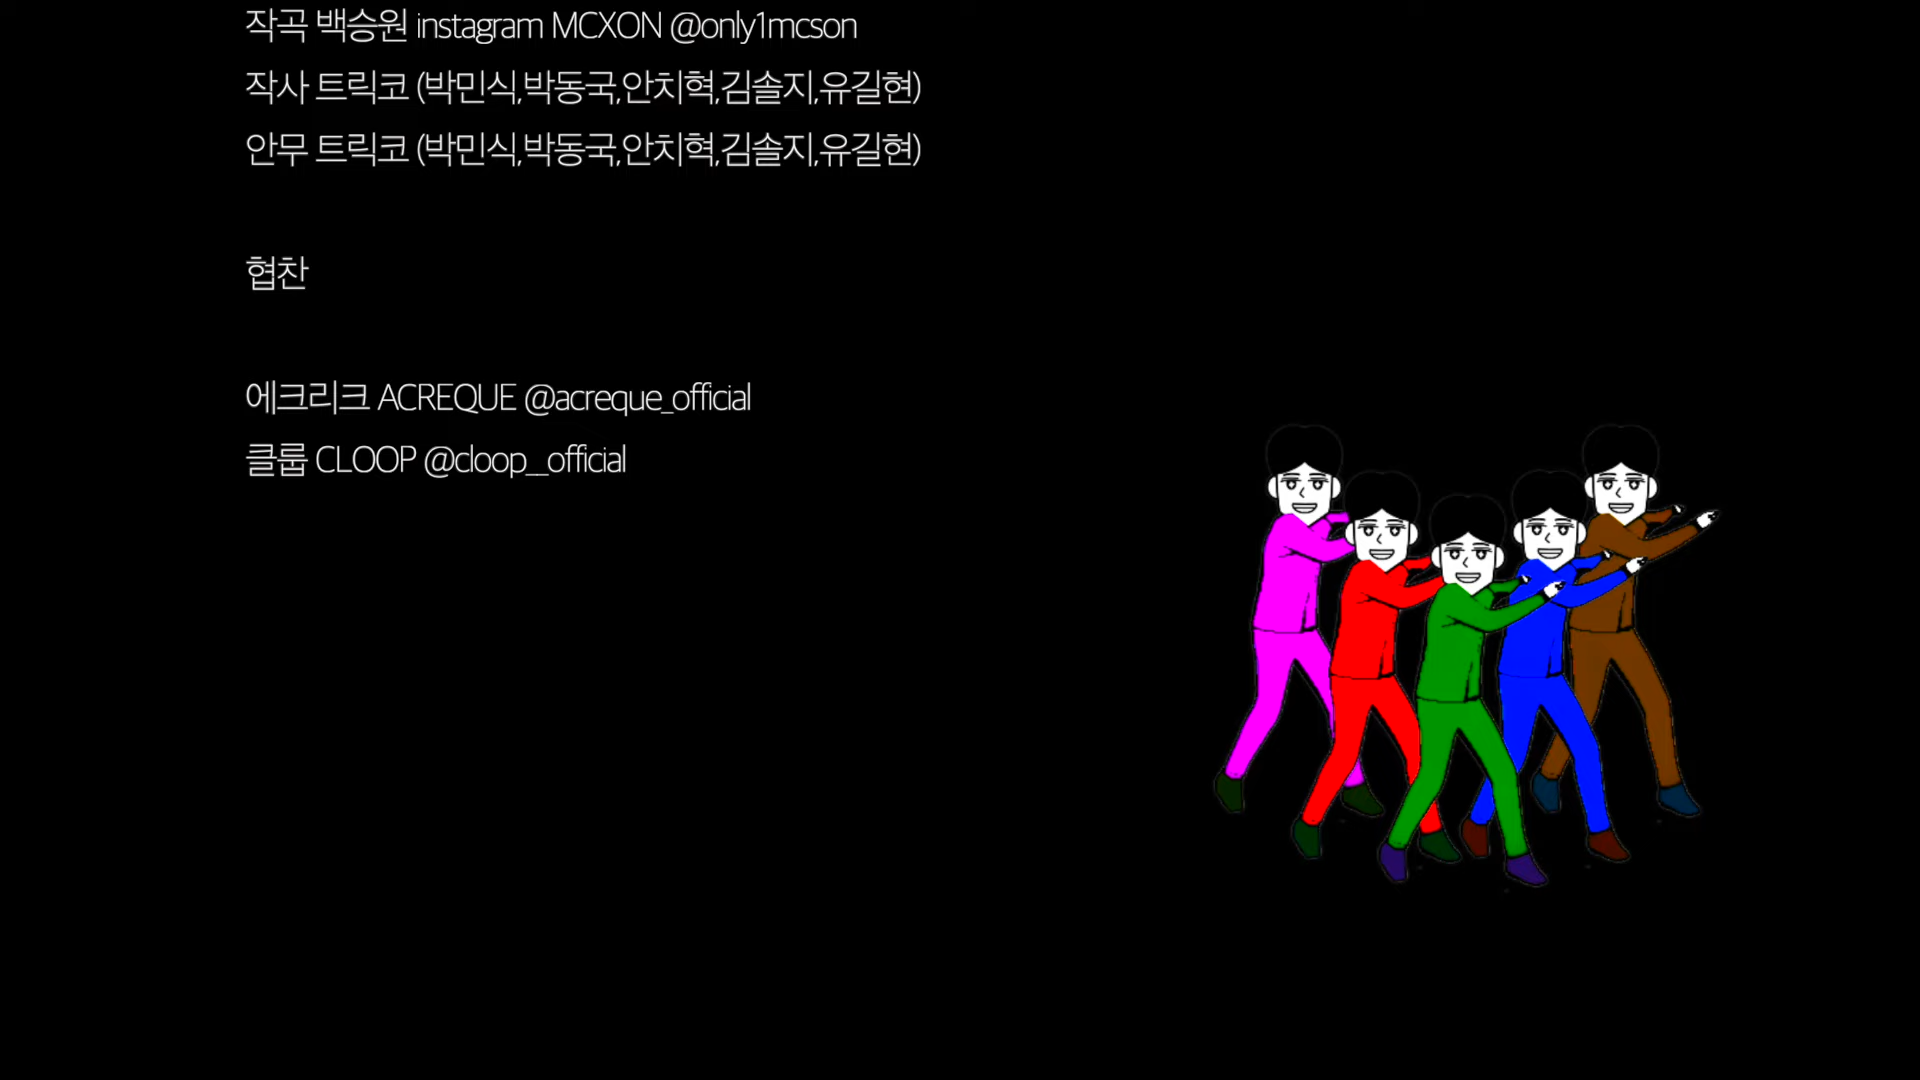 작곡 백승원 instagram MCXON @only1mcson
작사 트릭코 (박민식,박동국,안치혁,김솔지,유길현)
안무 트릭코 (박민식,박동국,안치혁,김솔지,유길현)
협찬
에크리크 ACREQUE @acreque_official
클룹 CLOOP @cloop__official